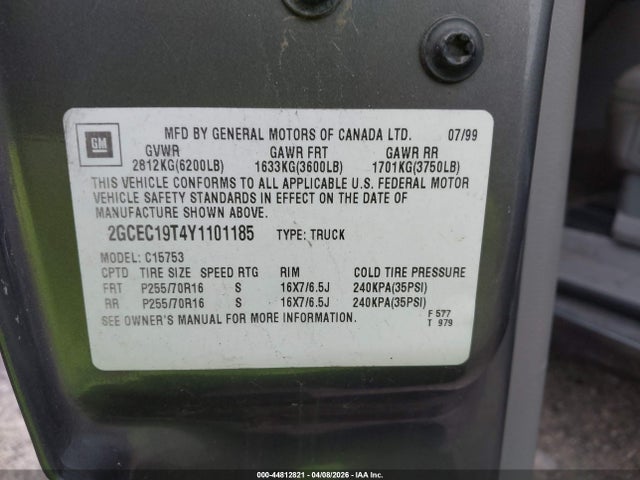 GM
MFD BY GENERAL MOTORS OF CANADA LTD. 07/99
GVWR GAWR FRT GAWR RR
2812KG(6200LB) 1633KG(3600LB) 1701KG(3750LB)
THIS VEHICLE CONFORMS TO ALL APPLICABLE U.S. FEDERAL MOTOR
VEHICLE SAFETY STANDARDS IN EFFECT ON THE DATE OF
MANUFACTURE SHOWN ABOVE.
2GCEC19T4Y1101185 TYPE: TRUCK
MODEL: C15753
CPTD TIRE SIZE SPEED RTG RIM COLD TIRE PRESSURE
FRT P255/70R16 S 16X7/6.5J 240KPA(35PSI)
RR P255/70R16 S 16X7/6.5J 240KPA(35PSI)
SEE OWNER'S MANUAL FOR MORE INFORMATION.
F 577
T 979
000-44812821 - 04/08/2026 - IAA Inc.